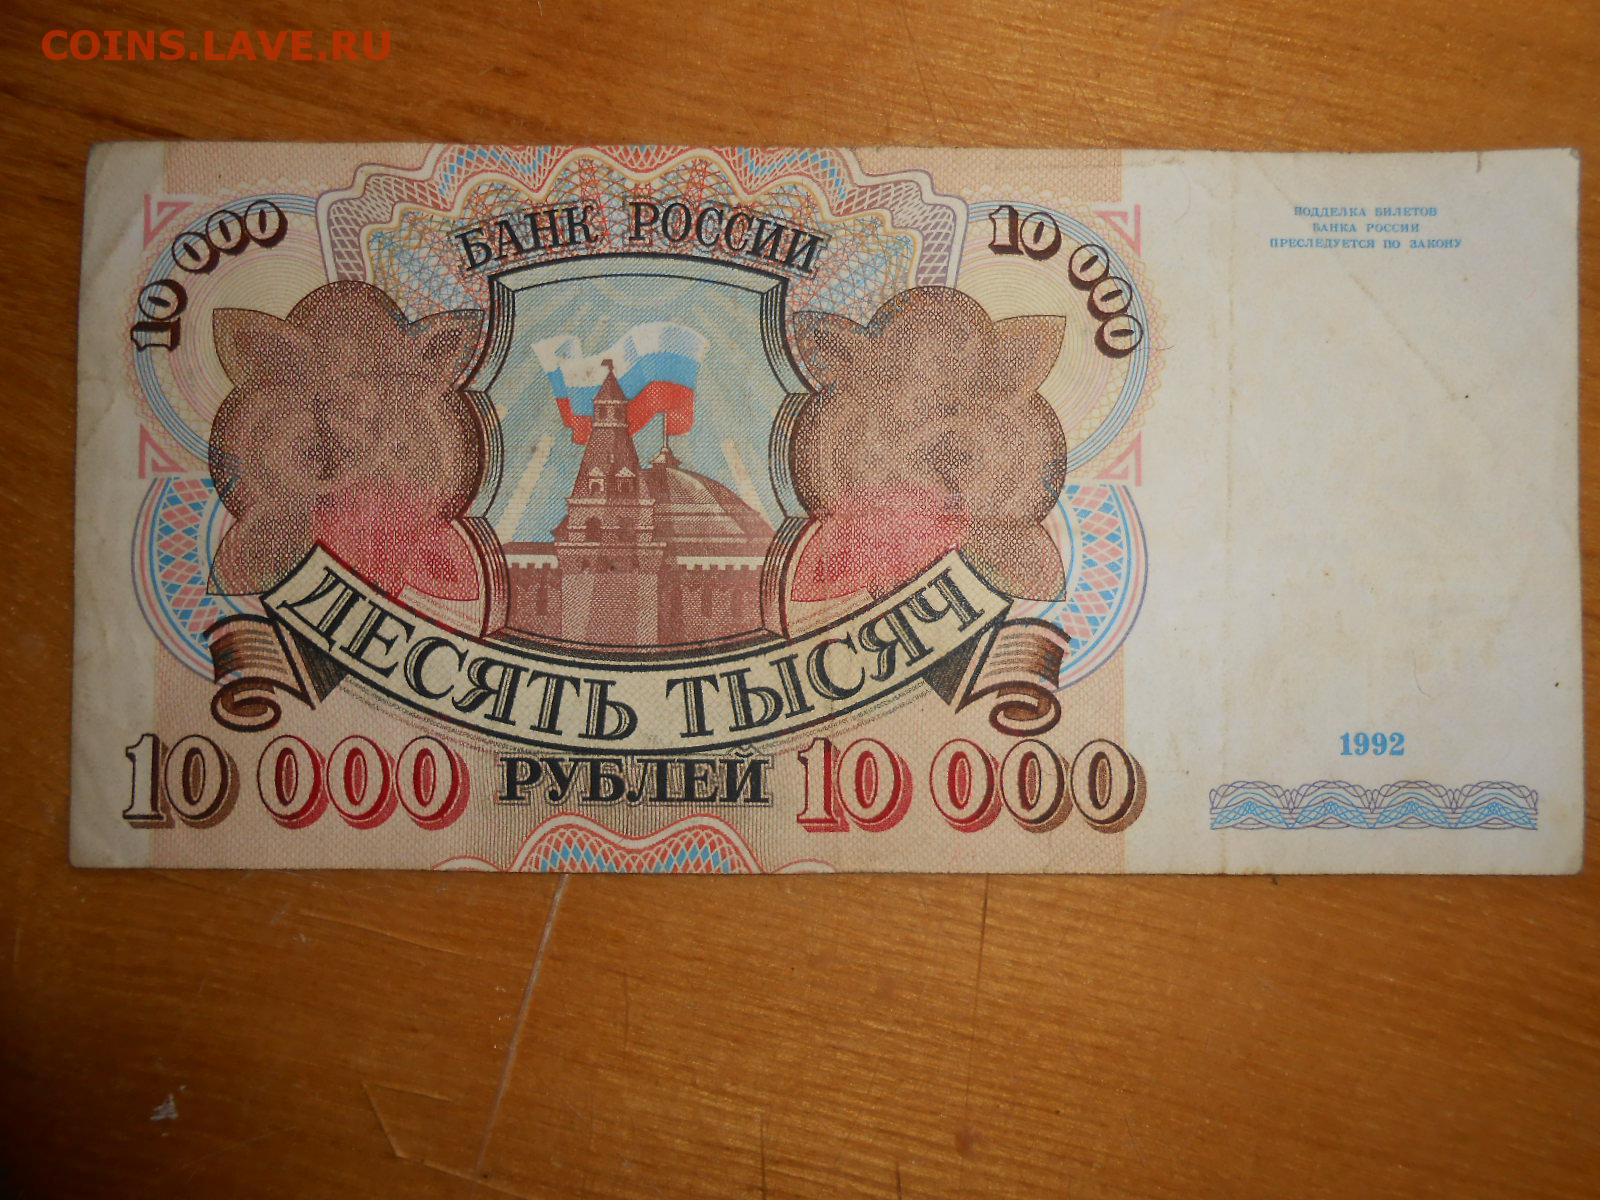 COINS.LAVE.RU
10 000
БАНК РОССИИ
10 000
ПОДДЕЛКА БИЛЕТОВ
БАНКА РОССИИ
ПРЕСЛЕДУЕТСЯ ПО ЗАКОНУ
ДЕСЯТЬ ТЫСЯЧ
1992
10 000
РУБЛЕЙ
10 000